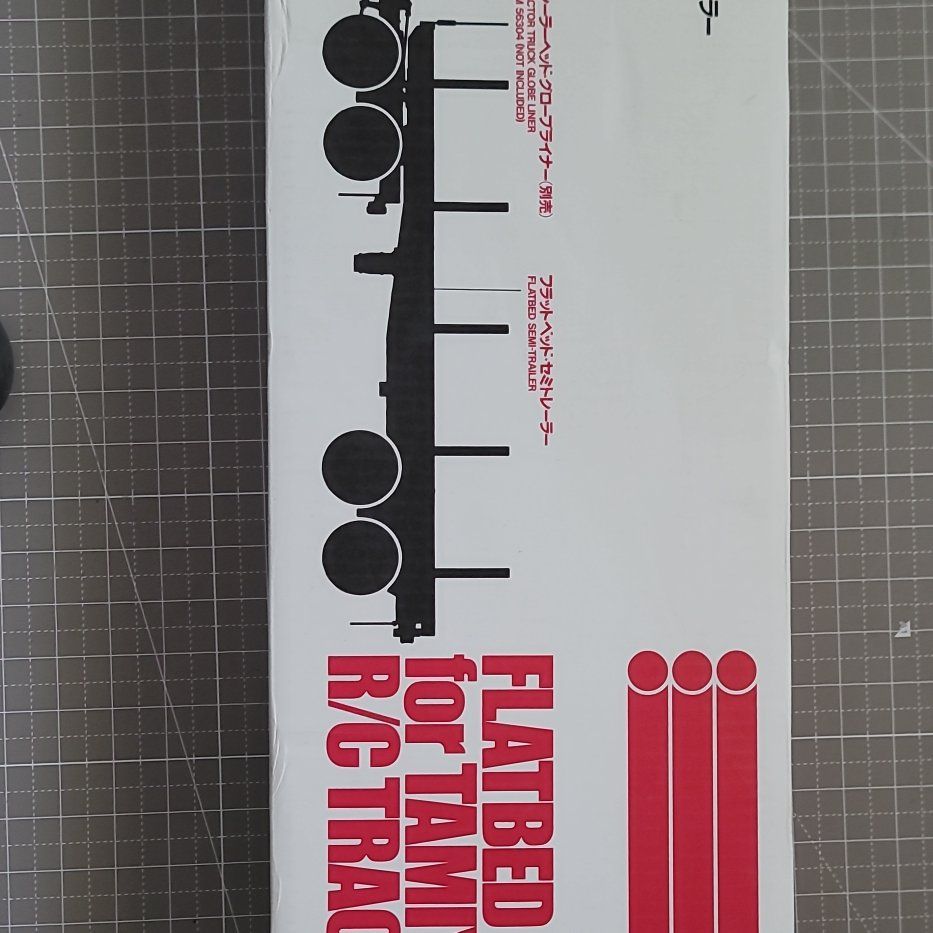 ラー
ーラーヘッド・グローブライナー（別売）
CTOR TRUCK GLOBE LINER
M 56304 (NOT INCLUDED)
フラットベッド・セミトレーラー
FLATBED SEMI-TRAILER
FLATBED
for TAMI
R/C TRAC